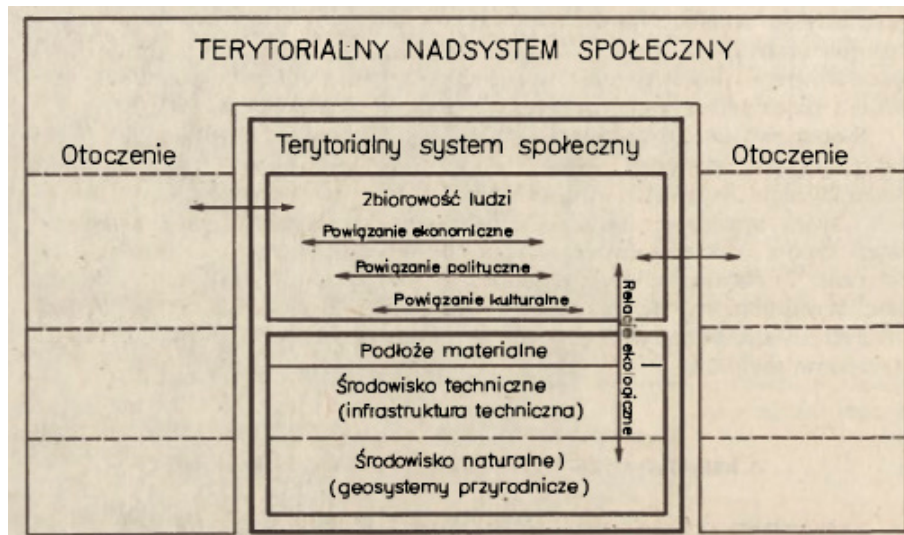 TERYTORIALNY NADSYSTEM SPOŁECZNY
Otoczenie
Terytorialny system społeczny
Otoczenie
Zbiorowość ludzi
Powiązanie ekonomiczne
Powiązanie polityczne
Powiązanie kulturalne
Relacje ekologiczne
Podłoże materialne
Środowisko techniczne
(infrastruktura techniczna)
Środowisko naturalne)
(geosystemy przyrodnicze)